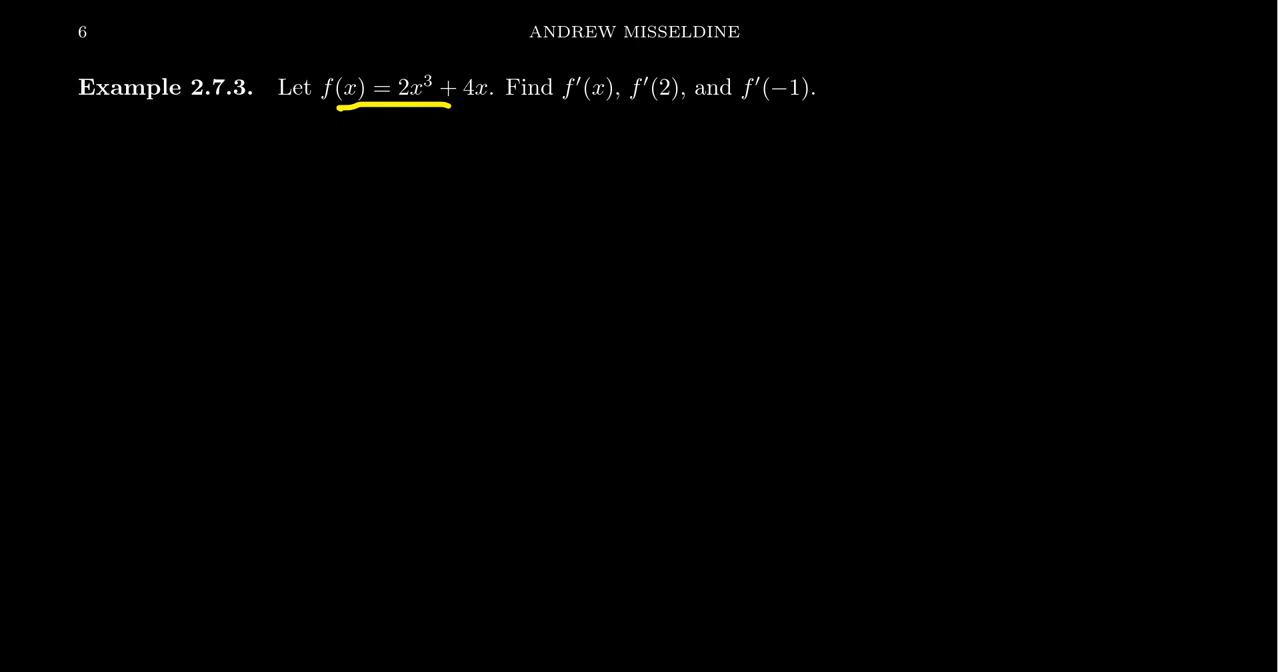 6
ANDREW MISSELDINE
Example 2.7.3. Let f(x) = 2x³ + 4x. Find f′(x), f′(2), and f′(−1).